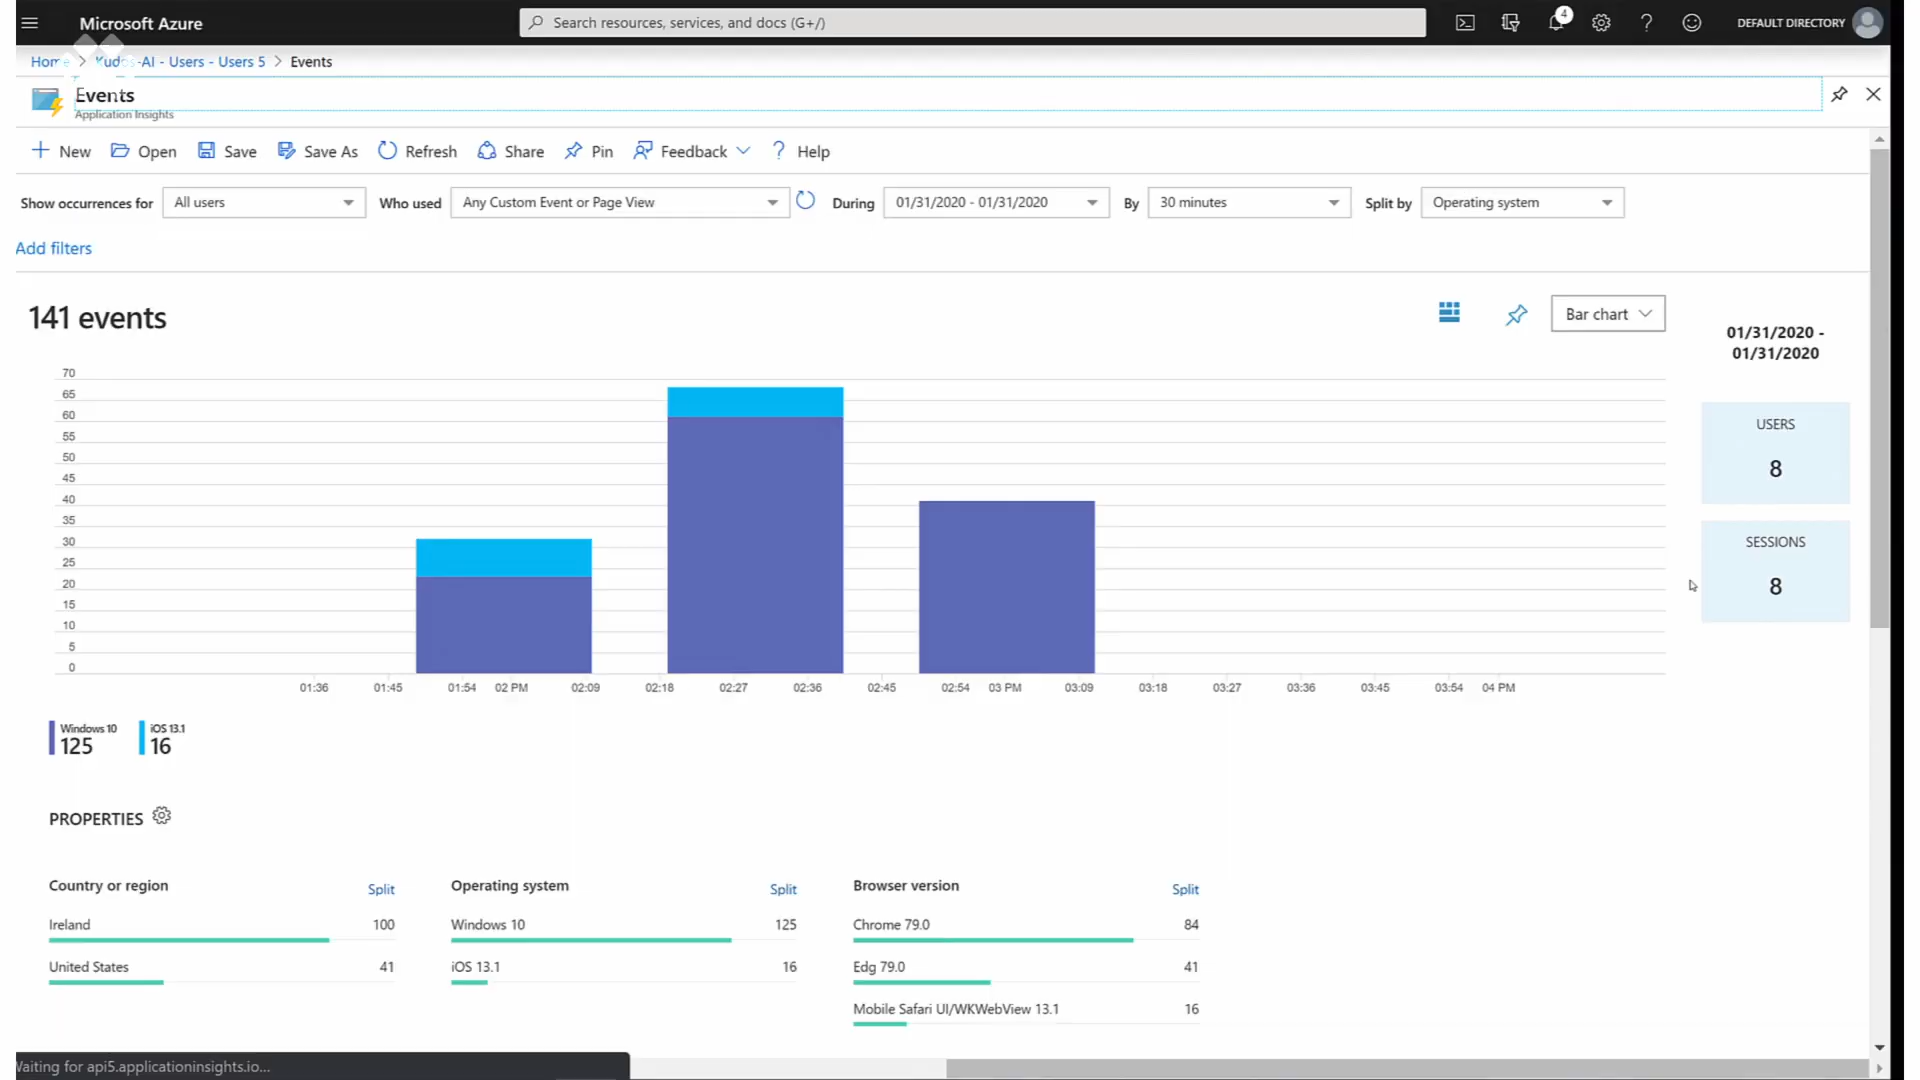 Microsoft Azure
Search resources, services, and docs (G+/)
4
DEFAULT DIRECTORY
Home > Kudos-AI - Users - Users 5 > Events
Events
Application Insights
New Open Save Save As Refresh Share Pin Feedback Help
Show occurrences for All users Who used Any Custom Event or Page View During 01/31/2020 - 01/31/2020 By 30 minutes Split by Operating system
Add filters
141 events
Bar chart
01/31/2020 -
01/31/2020
USERS
8
SESSIONS
8
70
65
60
55
50
45
40
35
30
25
20
15
10
5
0
01:36 01:45 01:54 02 PM 02:09 02:18 02:27 02:36 02:45 02:54 03 PM 03:09 03:18 03:27 03:36 03:45 03:54 04 PM
Windows 10 iOS 13.1
125 16
PROPERTIES
Country or region Split Operating system Split Browser version Split
Ireland 100 Windows 10 125 Chrome 79.0 84
United States 41 iOS 13.1 16 Edg 79.0 41
Mobile Safari UI/WKWebView 13.1 16
Waiting for api5.applicationinsights.io...